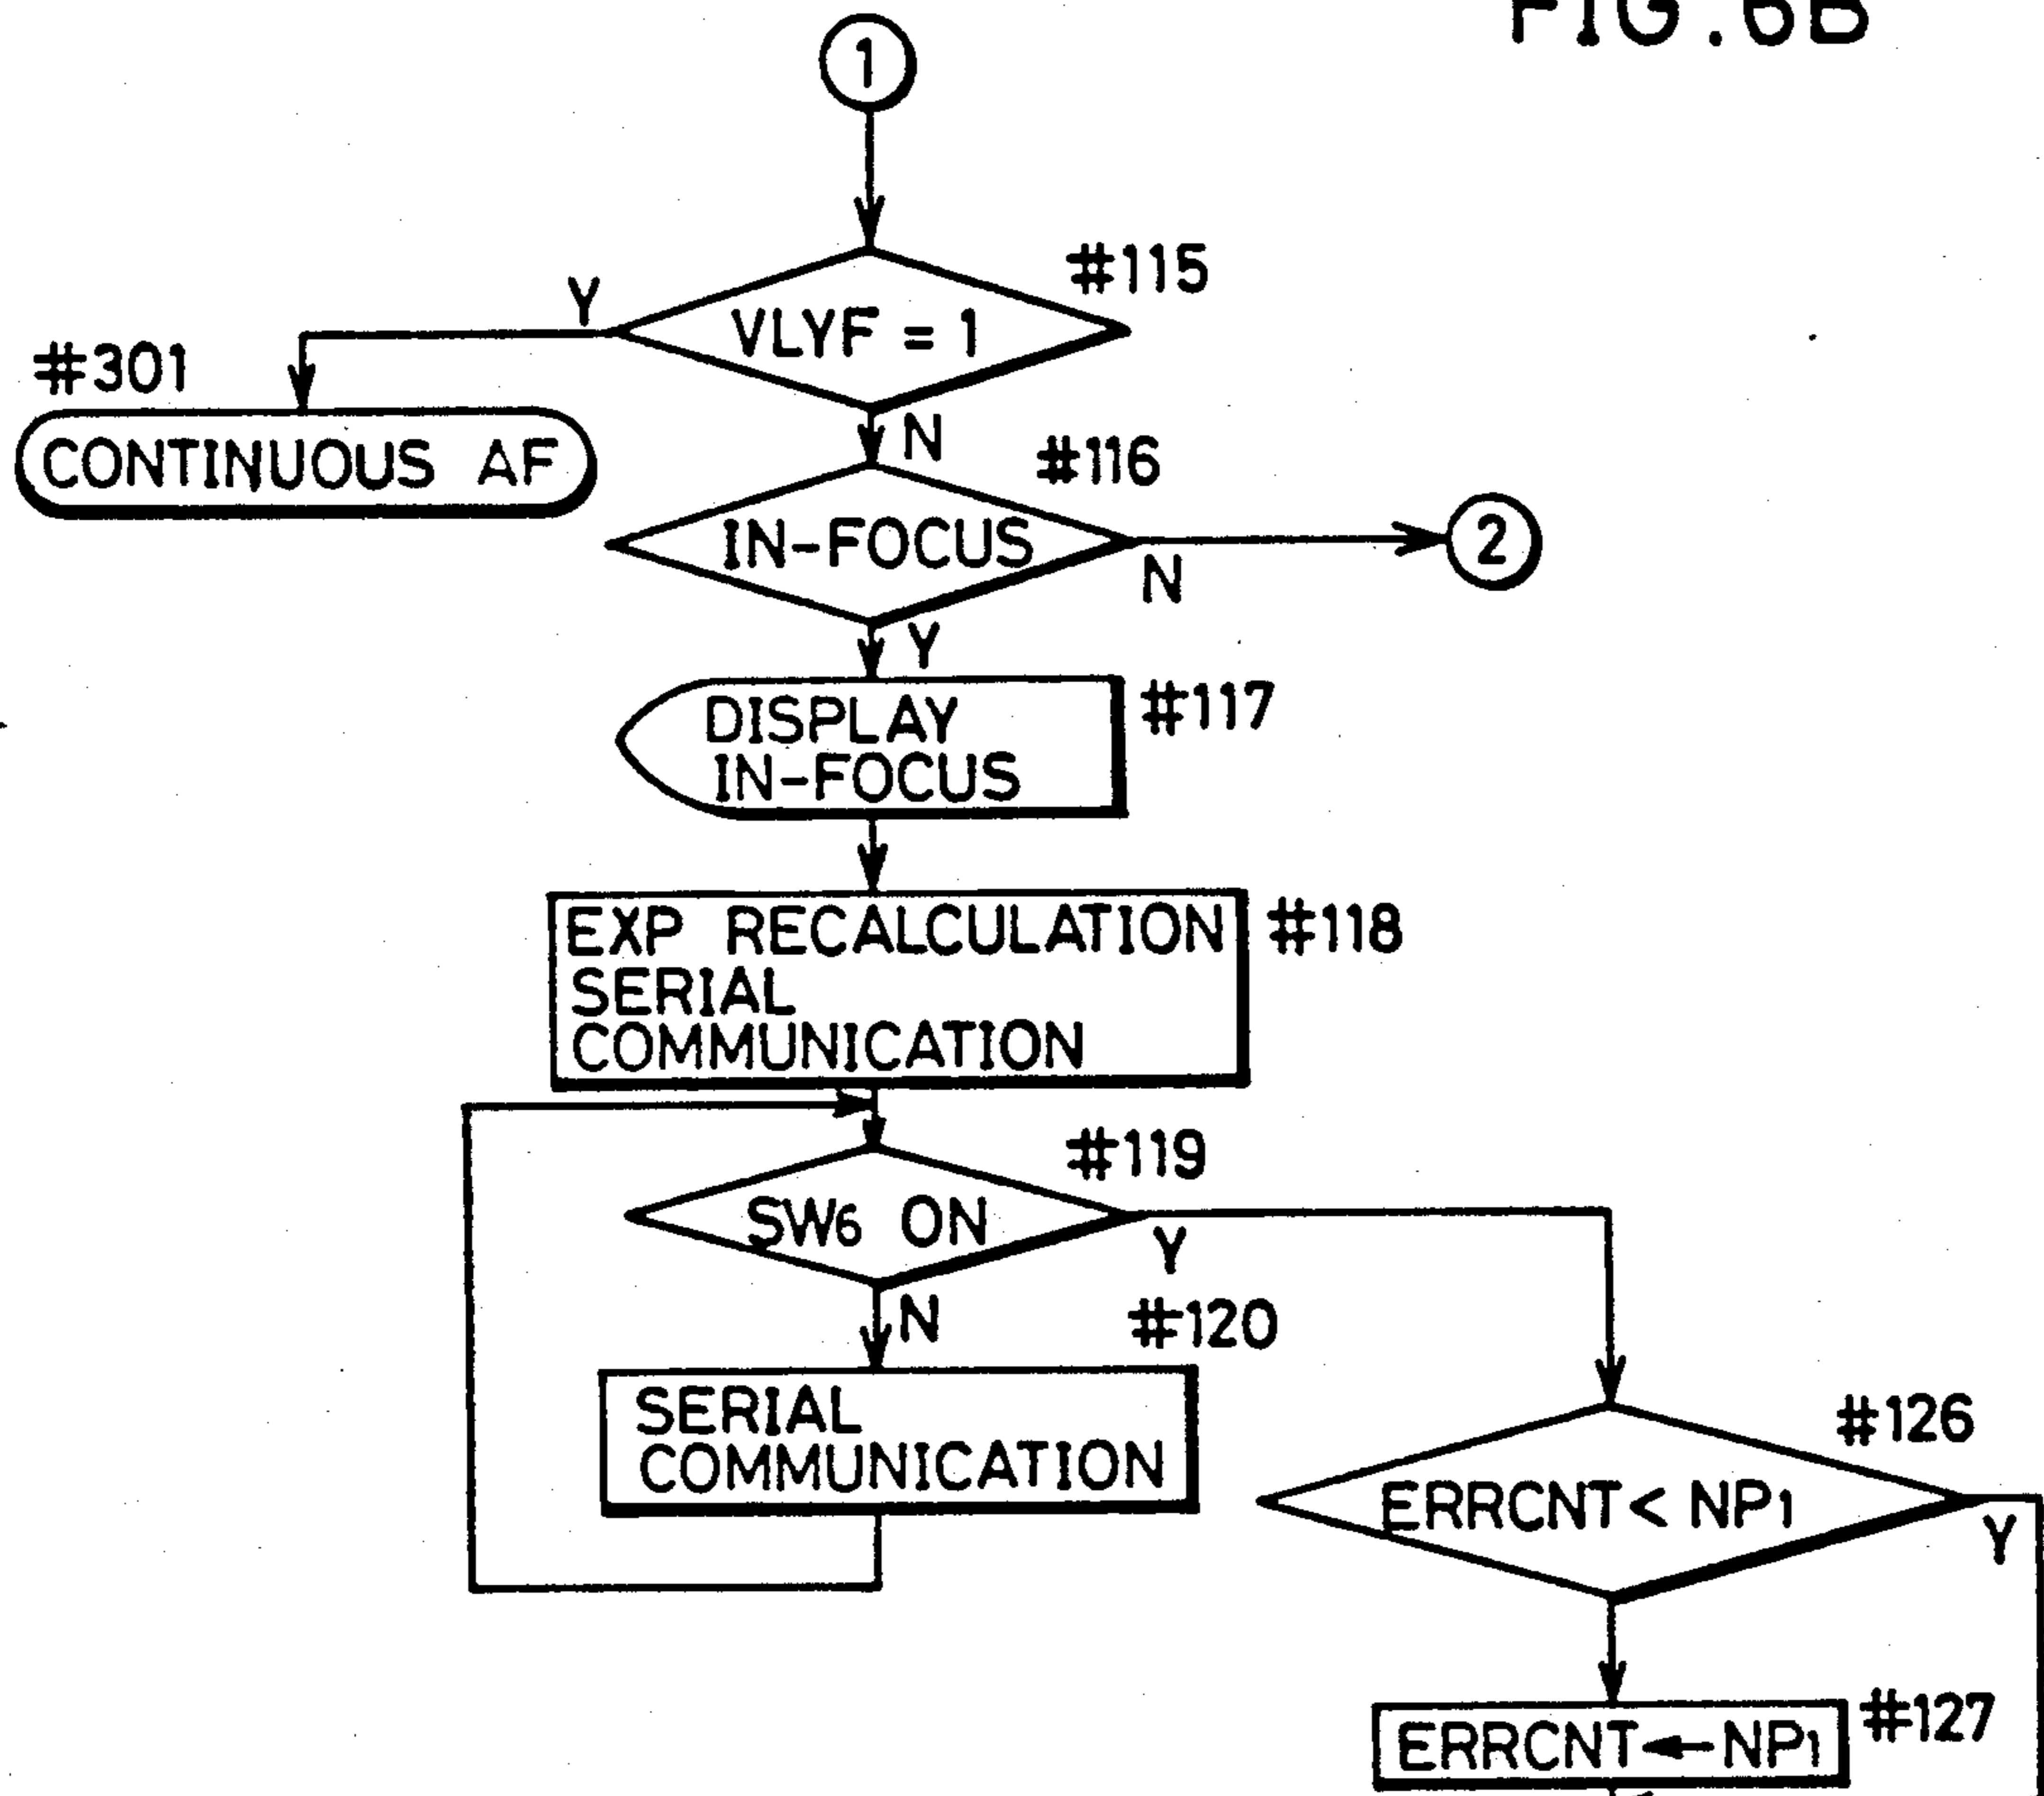 FIG.6B
1
#115
Y
VLYF = 1
#301
CONTINUOUS AF
N
#116
IN-FOCUS
2
N
Y
DISPLAY
IN-FOCUS
#117
EXP RECALCULATION
SERIAL
COMMUNICATION
#118
#119
SW6 ON
Y
N
#120
SERIAL
COMMUNICATION
#126
ERRCNT < NP1
Y
#127
ERRCNT ← NP1